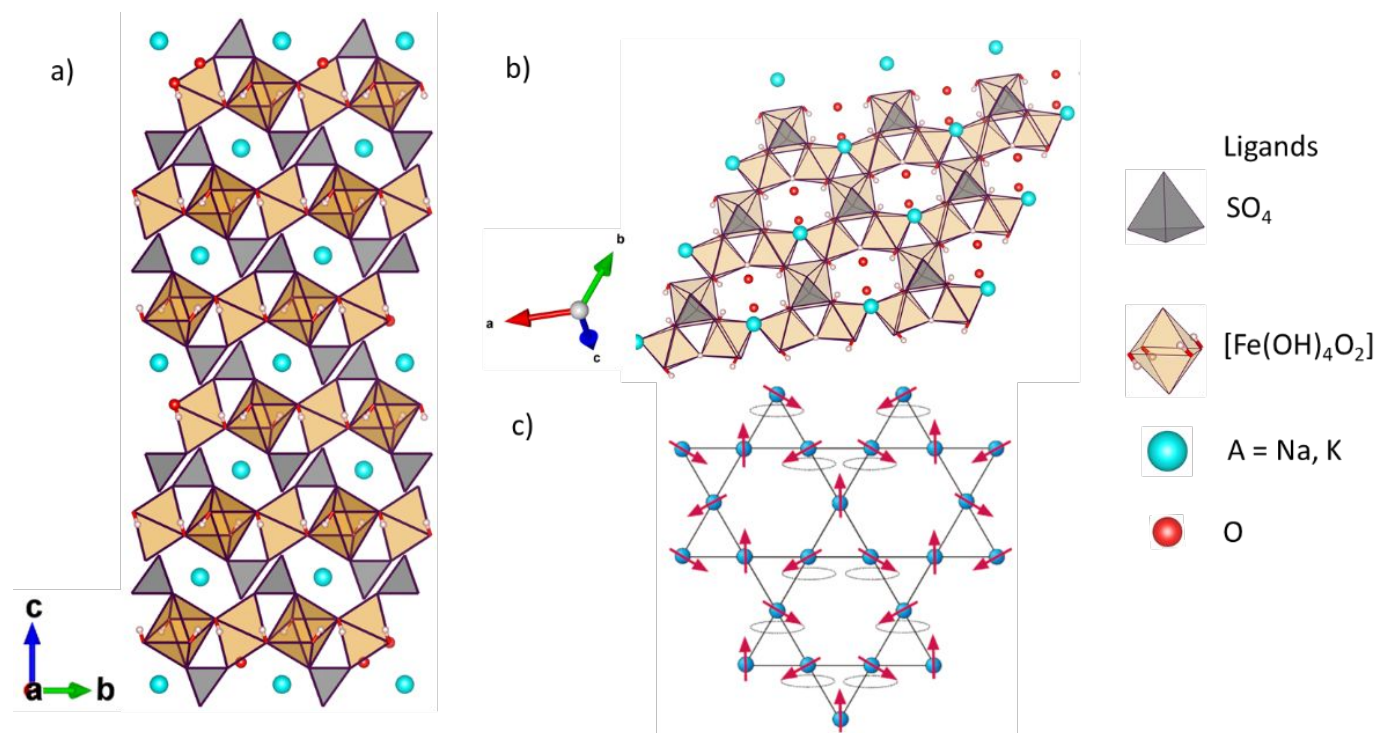 a)
c
a
b
b)
b
a
c
c)
Ligands
SO₄
[Fe(OH)₄O₂]
A = Na, K
O